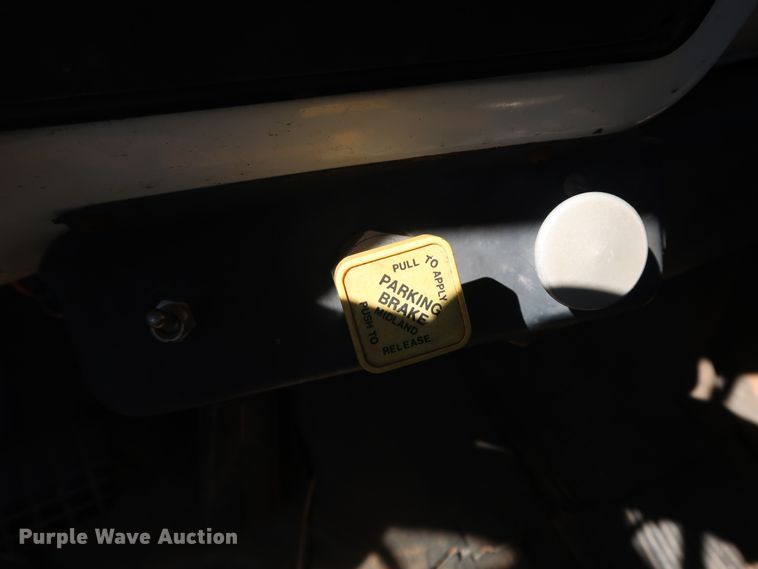 PULL TO APPLY
PARKING
BRAKE
MIDLAND
PUSH TO
RELEASE
Purple Wave Auction